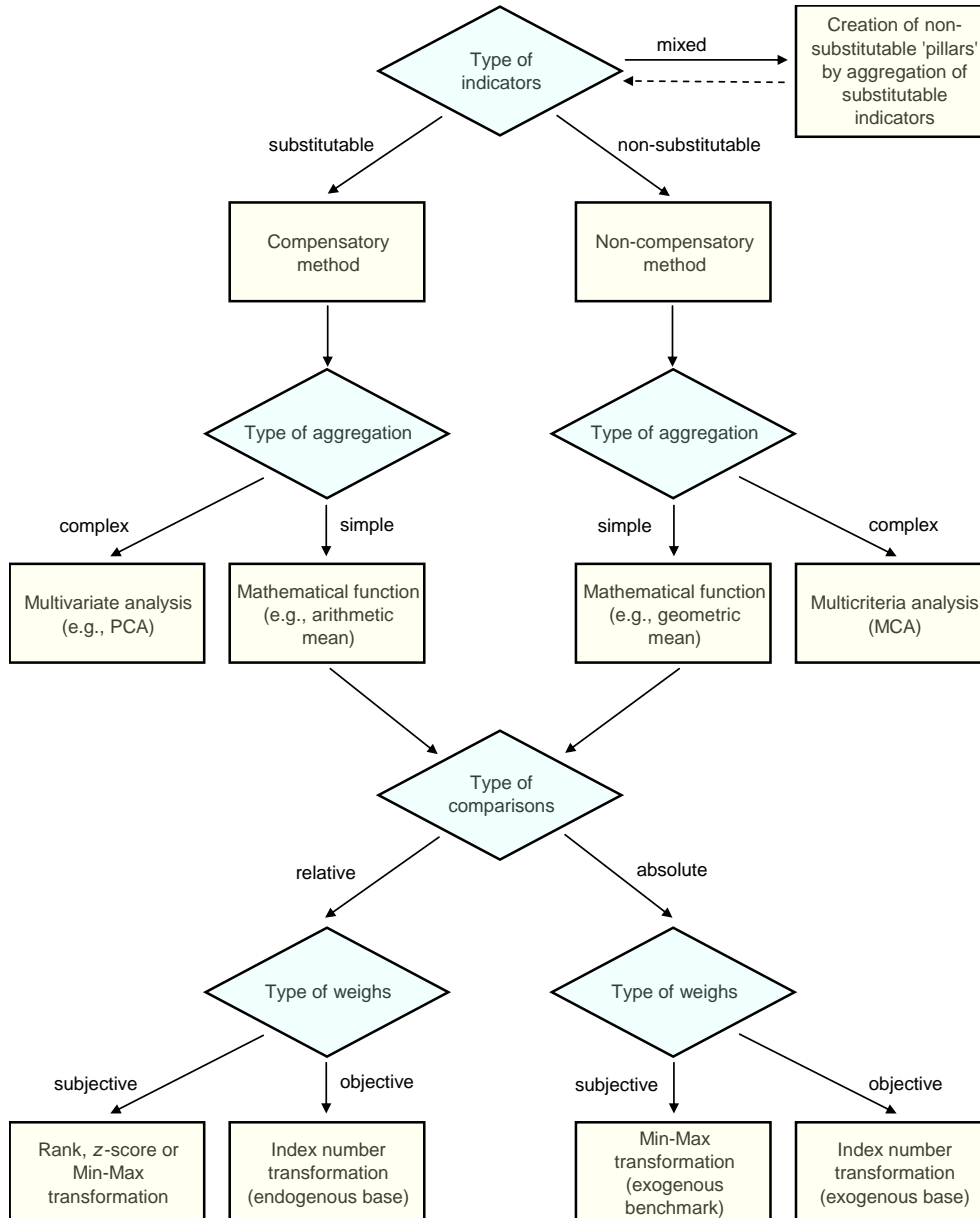 Type of
indicators
mixed
Creation of non-
substitutable 'pillars'
by aggregation of
substitutable
indicators
substitutable
non-substitutable
Compensatory
method
Non-compensatory
method
Type of aggregation
Type of aggregation
complex
simple
simple
complex
Multivariate analysis
(e.g., PCA)
Mathematical function
(e.g., arithmetic
mean)
Mathematical function
(e.g., geometric
mean)
Multicriteria analysis
(MCA)
Type of
comparisons
relative
absolute
Type of weighs
Type of weighs
subjective
objective
subjective
objective
Rank, z-score or
Min-Max
transformation
Index number
transformation
(endogenous base)
Min-Max
transformation
(exogenous
benchmark)
Index number
transformation
(exogenous base)